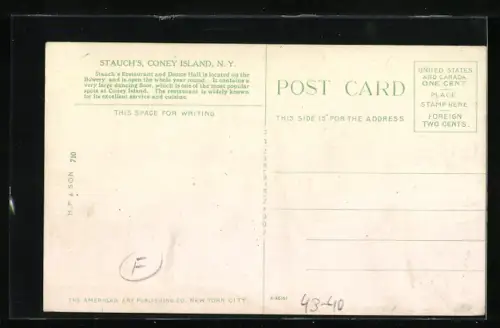 STAUCH'S, CONEY ISLAND, N. Y.
Stauch's Restaurant and Dance Hall is located on the
Bowery and is open the whole year round. It contains a
very large dancing floor, which is one of the most popular
spots at Coney Island. The restaurant is widely known
for its excellent service and cuisine.
THIS SPACE FOR WRITING
H. F. & SON
730
THE AMERICAN ART PUBLISHING CO. NEW YORK CITY.
F
POST CARD
THIS SIDE IS FOR THE ADDRESS
UNITED STATES
AND CANADA
ONE CENT
PLACE
STAMP HERE
FOREIGN
TWO CENTS.
43-40